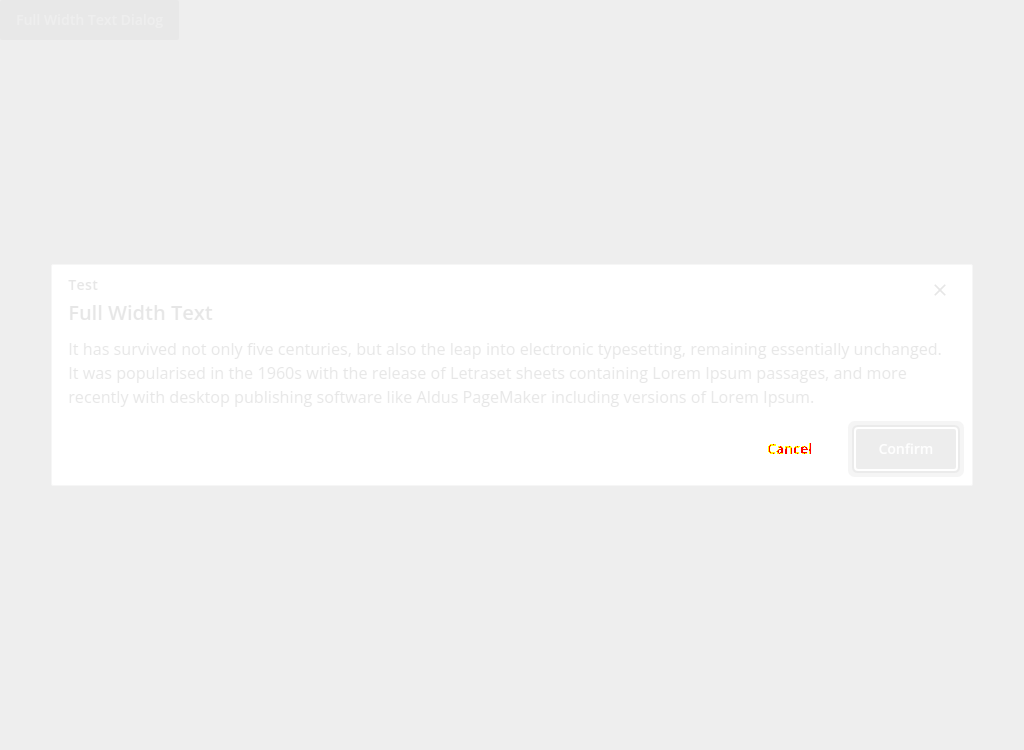 Full Width Text Dialog
Test
Full Width Text
It has survived not only five centuries, but also the leap into electronic typesetting, remaining essentially unchanged.
It was popularised in the 1960s with the release of Letraset sheets containing Lorem Ipsum passages, and more
recently with desktop publishing software like Aldus PageMaker including versions of Lorem Ipsum.
Cancel
Confirm